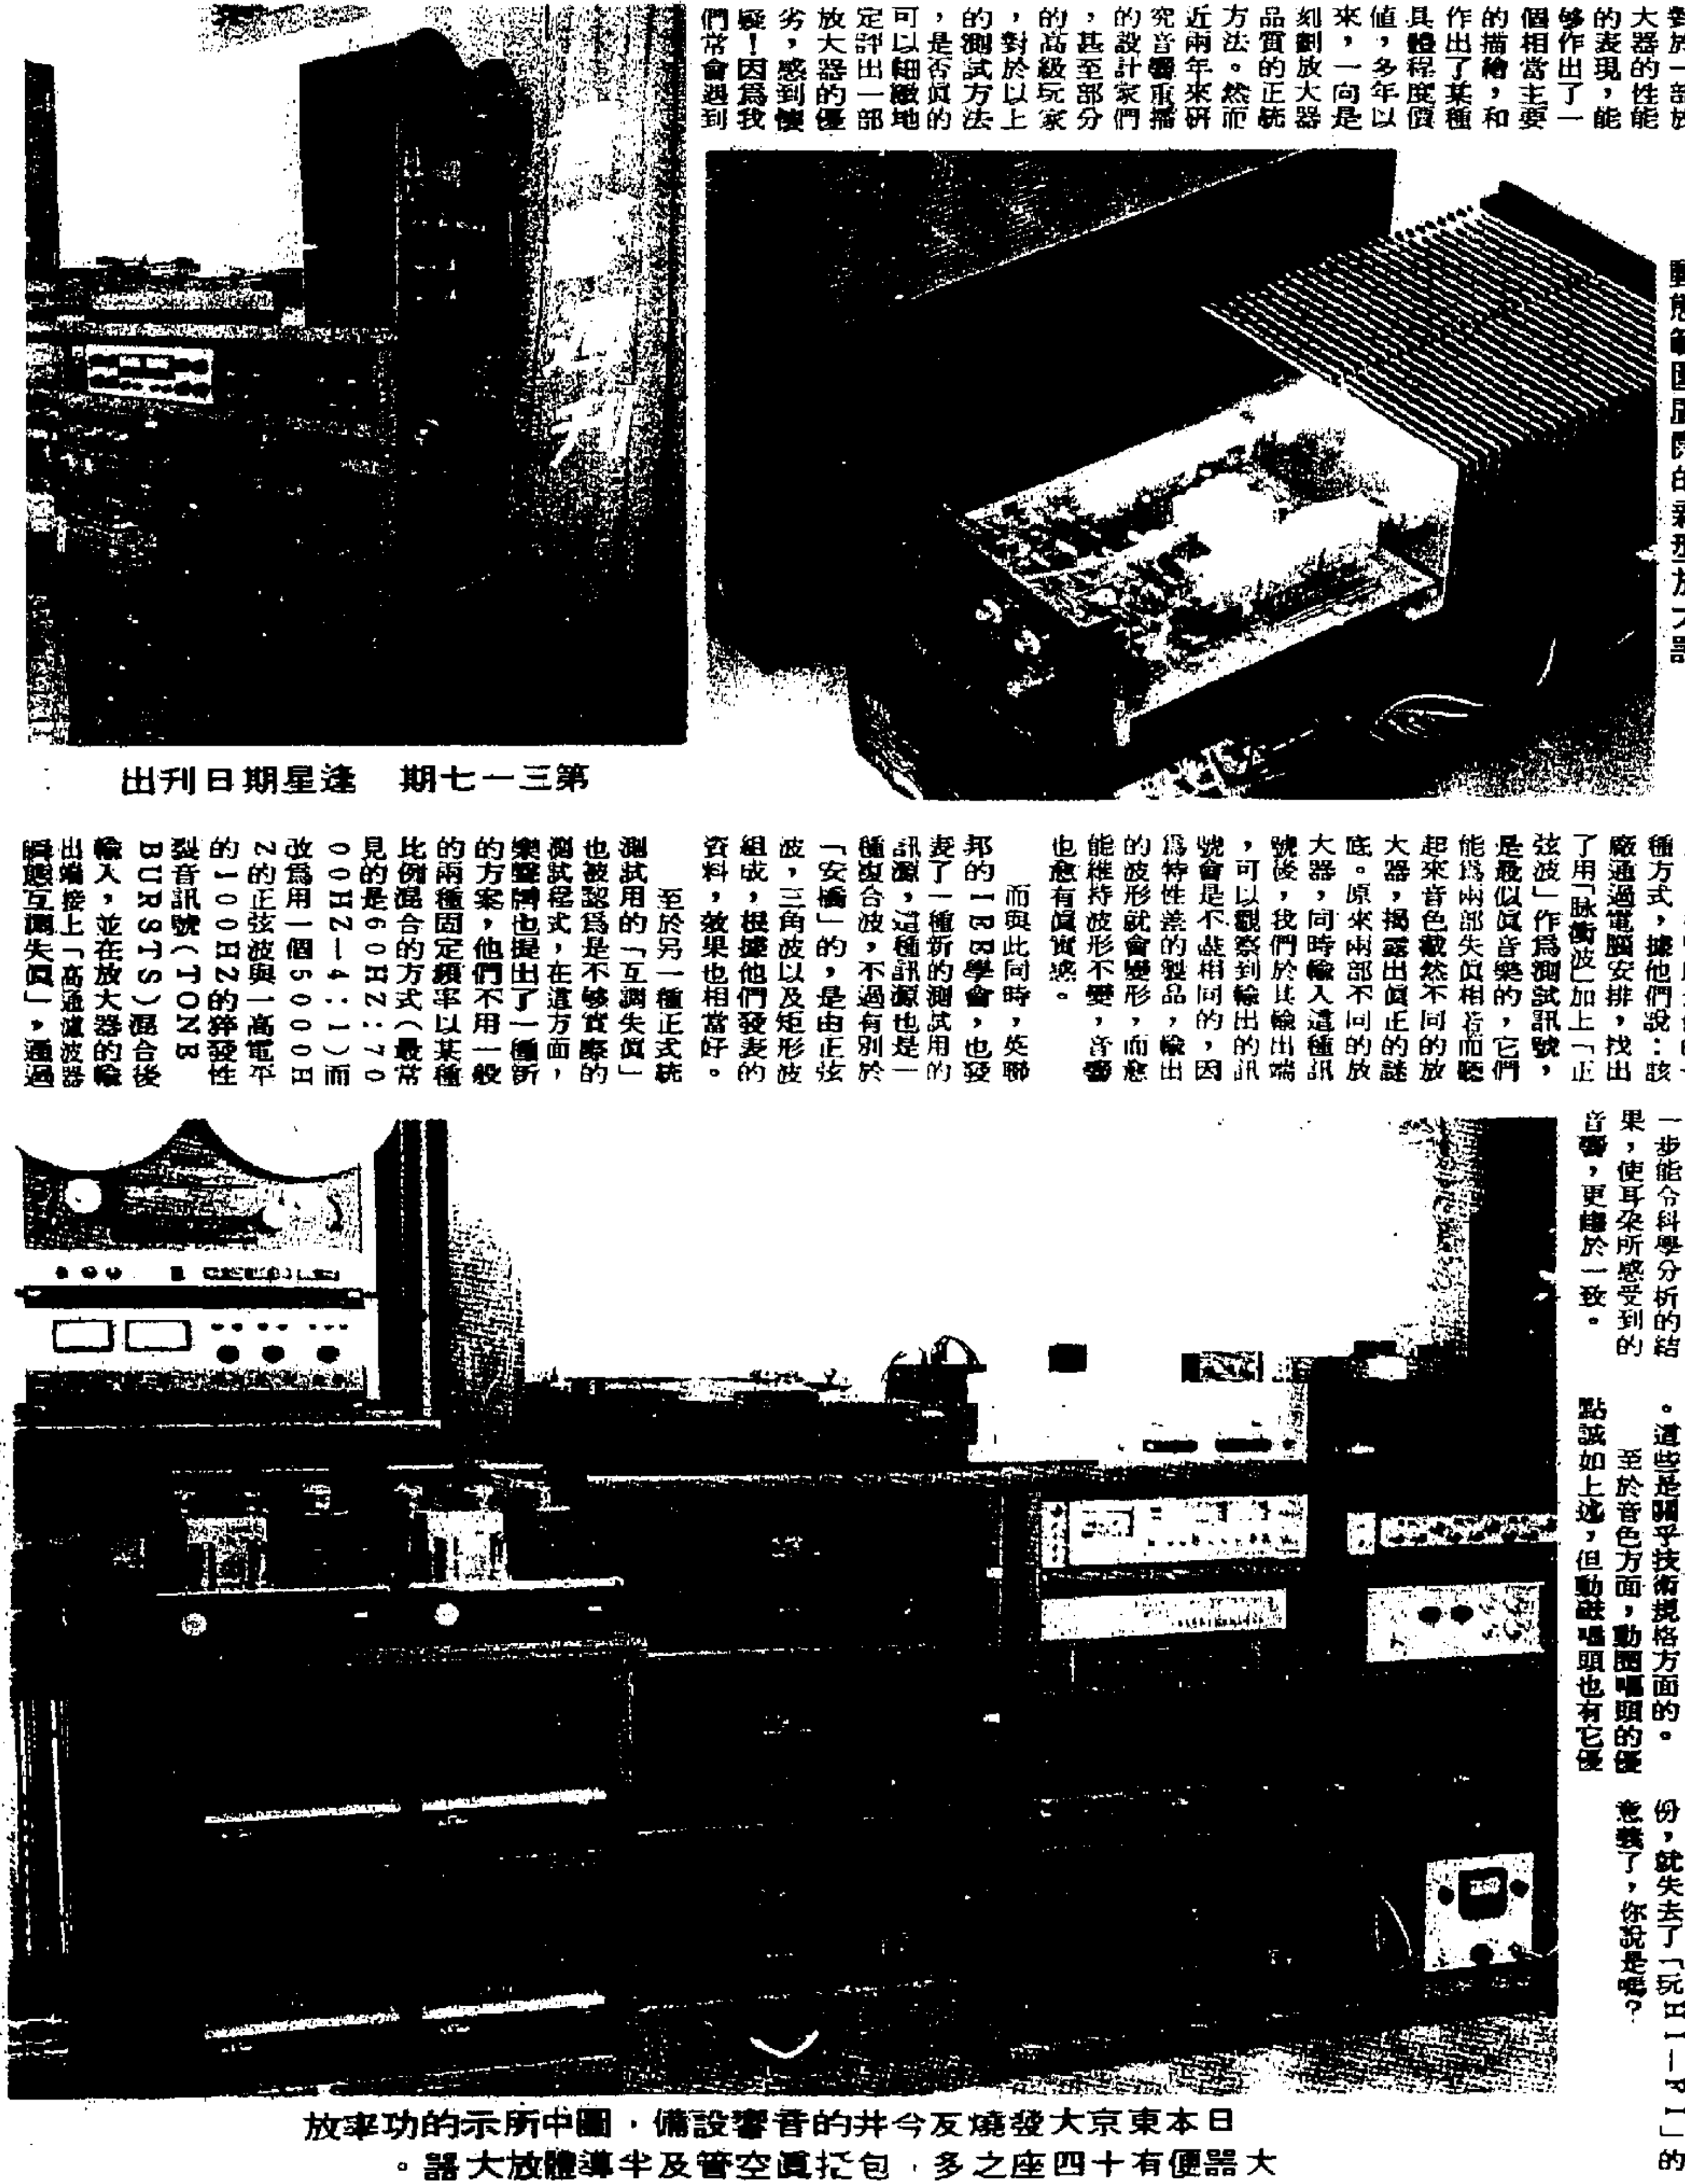 對於一部放
大器的性能
的表現，能
够作出了一
個相當主要
的描繪，和
作出了某種
具體程度價
值，多年以
來，一向是
刻劃放大器
品質的正統
方法。然而
近兩年來研
究音響重播
的設計家們
，甚至部分
的高級玩家
，對於以上
的測試方法
，是否眞的
可以細緻地
定評出一部
放大器的優
劣，感到懷
疑！因爲我
們常會遇到
的新型放大器
第三一七期　逢星期日刊出
種方式，據他們說：該
廠通過電腦安排，找出
了用「脉衝波」加上「正
弦波」作爲測試訊號，
是最似眞音樂的，它們
能爲兩部失眞相若而聽
起來音色截然不同的放
大器，揭露出眞正的謎
底。原來兩部不同的放
大器，同時輸入這種訊
號後，我們於其輸出端
，可以觀察到輸出的訊
號會是不盡相同的，因
爲特性差的製品，輸出
的波形就會變形，而愈
能維持波形不變，音響
也愈有眞實感。
而與此同時，英聯
邦的IEE學會，也發
表了一種新的測試用的
訊源，這種訊源也是一
種複合波，不過有別於
「安橋」的，是由正弦
波，三角波以及矩形波
組成，根據他們發表的
資料，效果也相當好。
至於另一種正式統
測試用的「互調失眞」
也被認爲是不够實際的
測試程式，在這方面，
樂聲牌也提出了一種新
的方案，他們不用一般
的兩種固定頻率以某種
比例混合的方式（最常
見的是60HZ：70
00HZ—4：1）而
改爲用1個5000H
Z的正弦波與一高電平
的100HZ的猝發性
裂音訊號（TONE
BURSTS）混合後
輸入，並在放大器的輸
出端接上「高通濾波器
瞬態互調失眞」，通過
一步能令科學分析的結
果，使耳朵所感受到的
音響，更趨於一致。
。這些是關乎技術規格方面的。
至於音色方面，動圈唱頭的優
點誠如上述，但動磁唱頭也有它優
份，就失去了「玩HI—FI」的
意義了，你說是嗎？
日本東京大發燒友今井的音響設備，圖中所示的功率放
大器便有十四座之多，包括眞空管及半導體放大器。